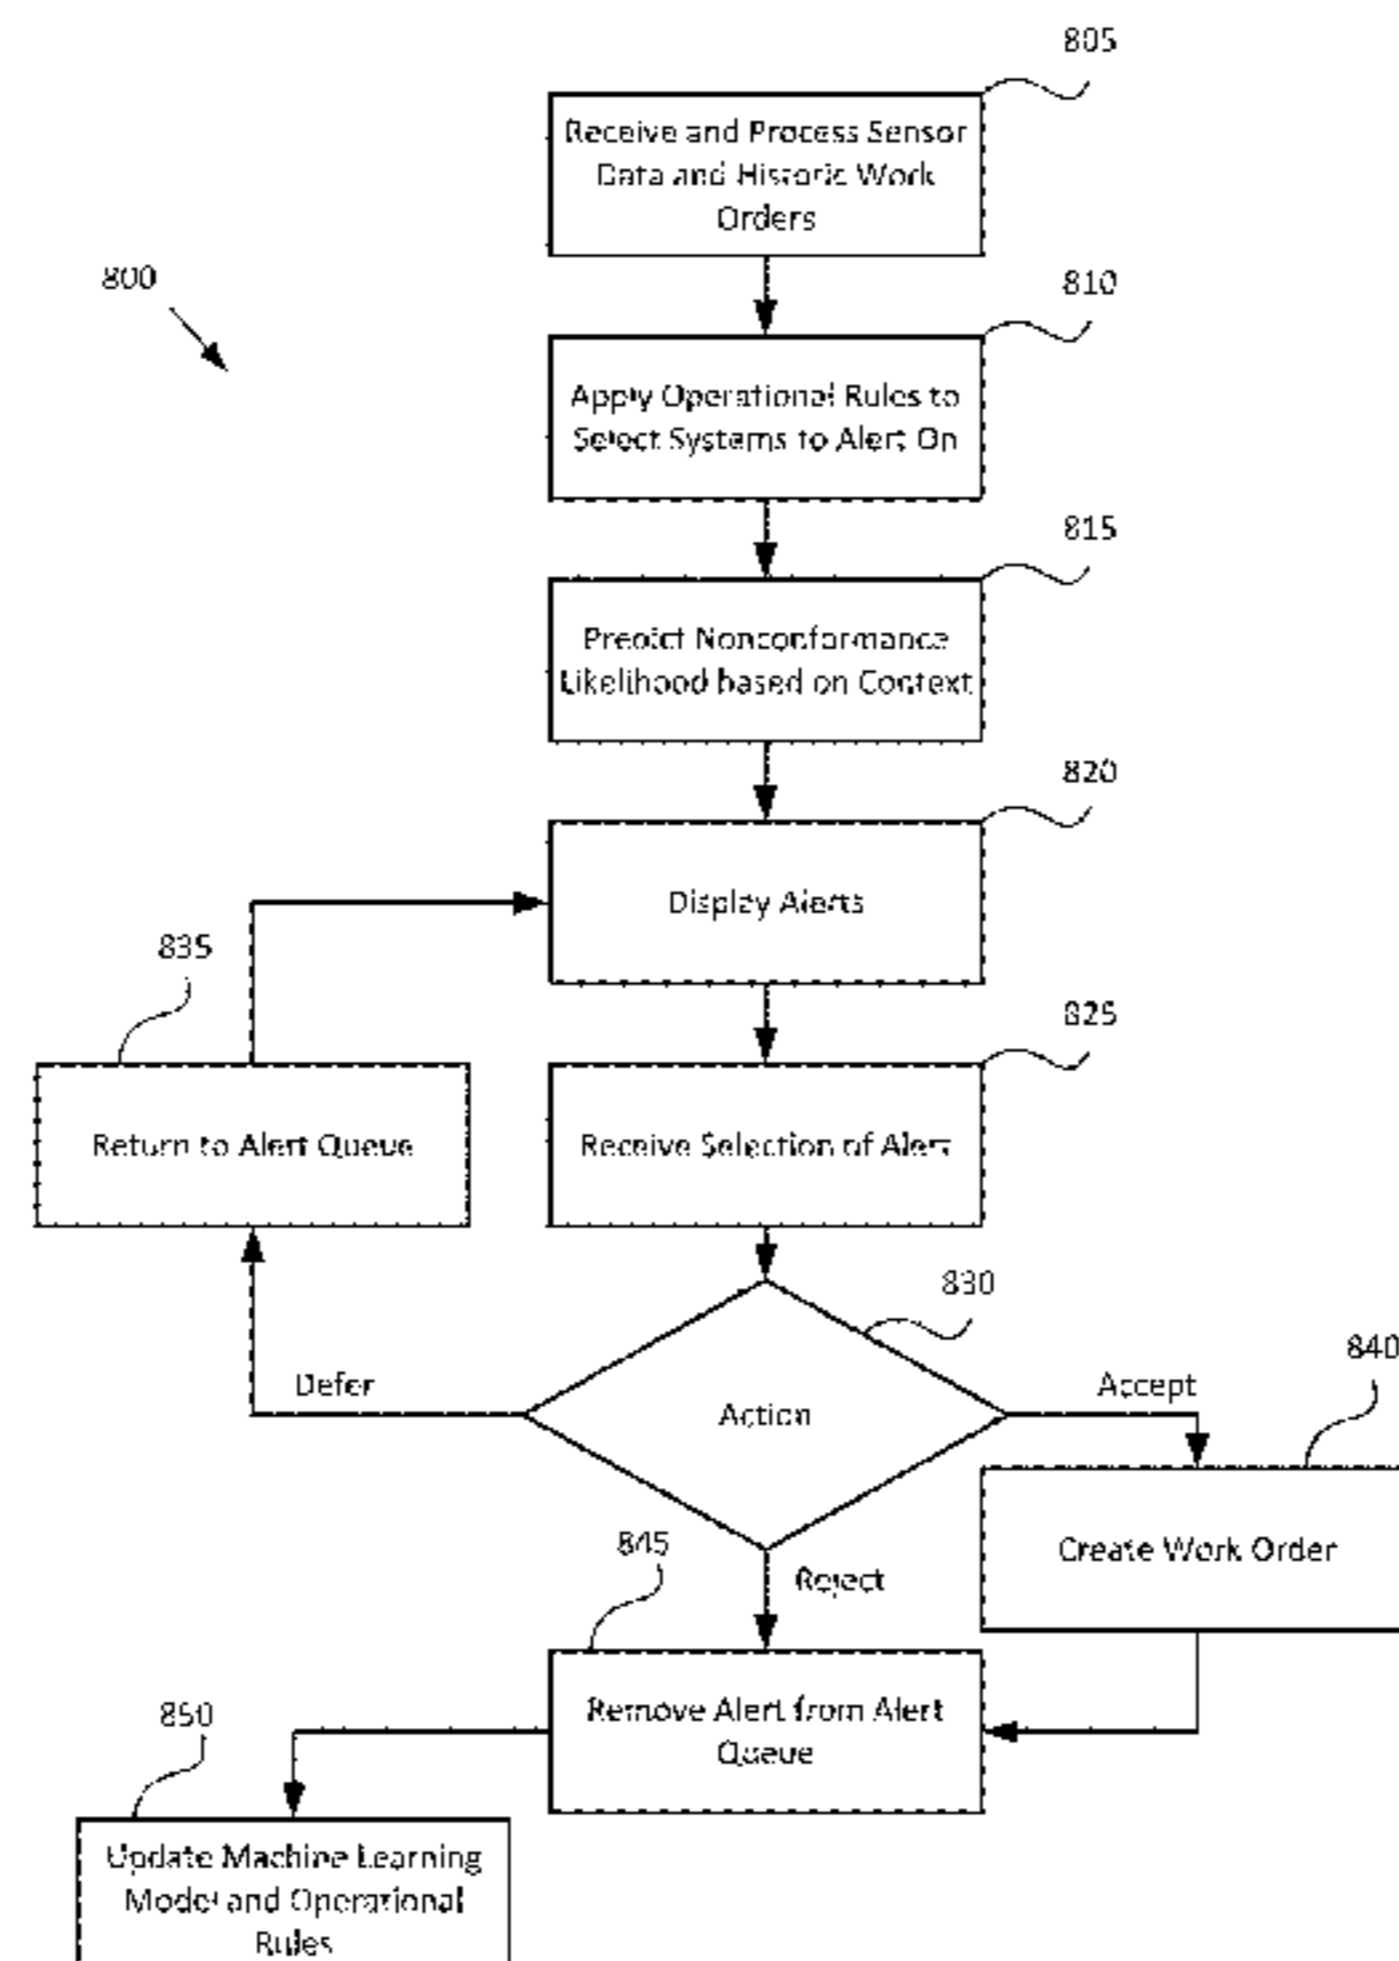 805
Receive and Process Sensor
Data and Historic Work
Orders
800
810
Apply Operational Rules to
Select Systems to Alert On
815
Predict Nonconformance
Likelihood based on Context
820
Display Alerts
835
825
Return to Alert Queue
Receive Selection of Alert
830
840
Defer
Action
Accept
845
Reject
Create Work Order
850
Remove Alert from Alert
Queue
Update Machine Learning
Model and Operational
Rules